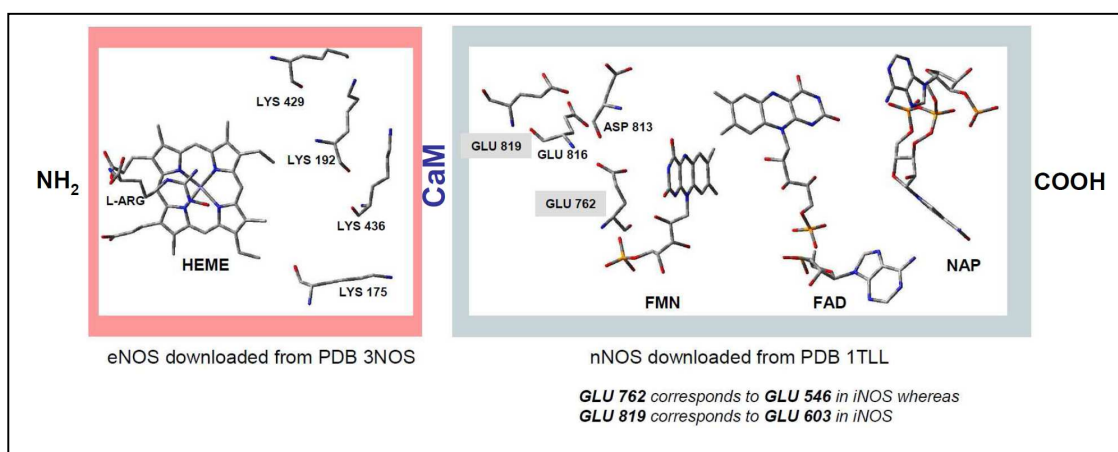 NH2
LYS 429
LYS 192
L-ARG
LYS 436
HEME
LYS 175
eNOS downloaded from PDB 3NOS
CaM
ASP 813
GLU 819
GLU 816
GLU 762
FMN
FAD
NAP
COOH
nNOS downloaded from PDB 1TLL
GLU 762 corresponds to GLU 546 in iNOS whereas
GLU 819 corresponds to GLU 603 in iNOS